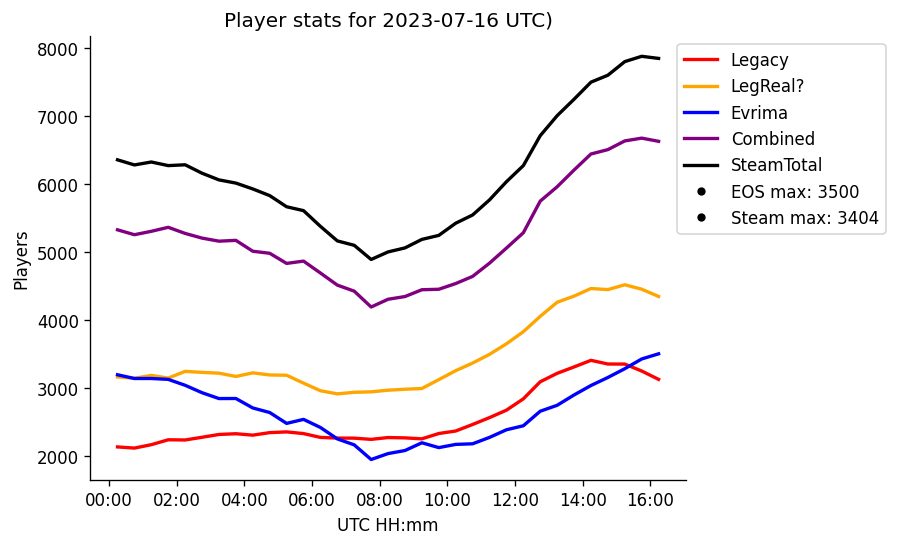 Player stats for 2023-07-16 UTC)
8000
7000
6000
5000
4000
3000
2000
Players
00:00 02:00 04:00 06:00 08:00 10:00 12:00 14:00 16:00
UTC HH:mm
Legacy
LegReal?
Evrima
Combined
SteamTotal
EOS max: 3500
Steam max: 3404